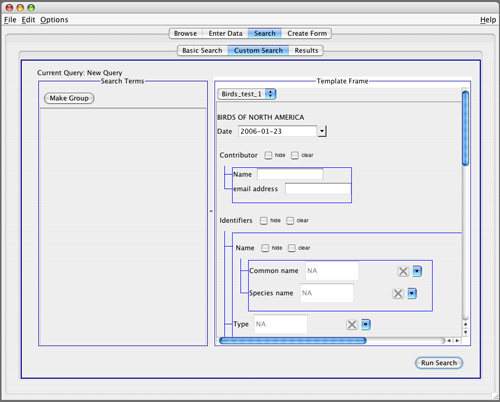 File Edit Options Help
Browse Enter Data Search Create Form
Basic Search Custom Search Results
Current Query: New Query
Search Terms
Template Frame
Make Group
Birds_test_1
BIRDS OF NORTH AMERICA
Date 2006-01-23
Contributor hide clear
Name
email address
Identifiers hide clear
Name hide clear
Common name NA
Species name NA
Type NA
Run Search